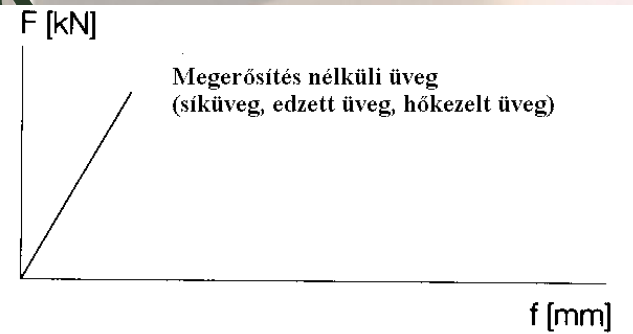 F [kN]
Megerősítés nélküli üveg
(síküveg, edzett üveg, hőkezelt üveg)
f [mm]